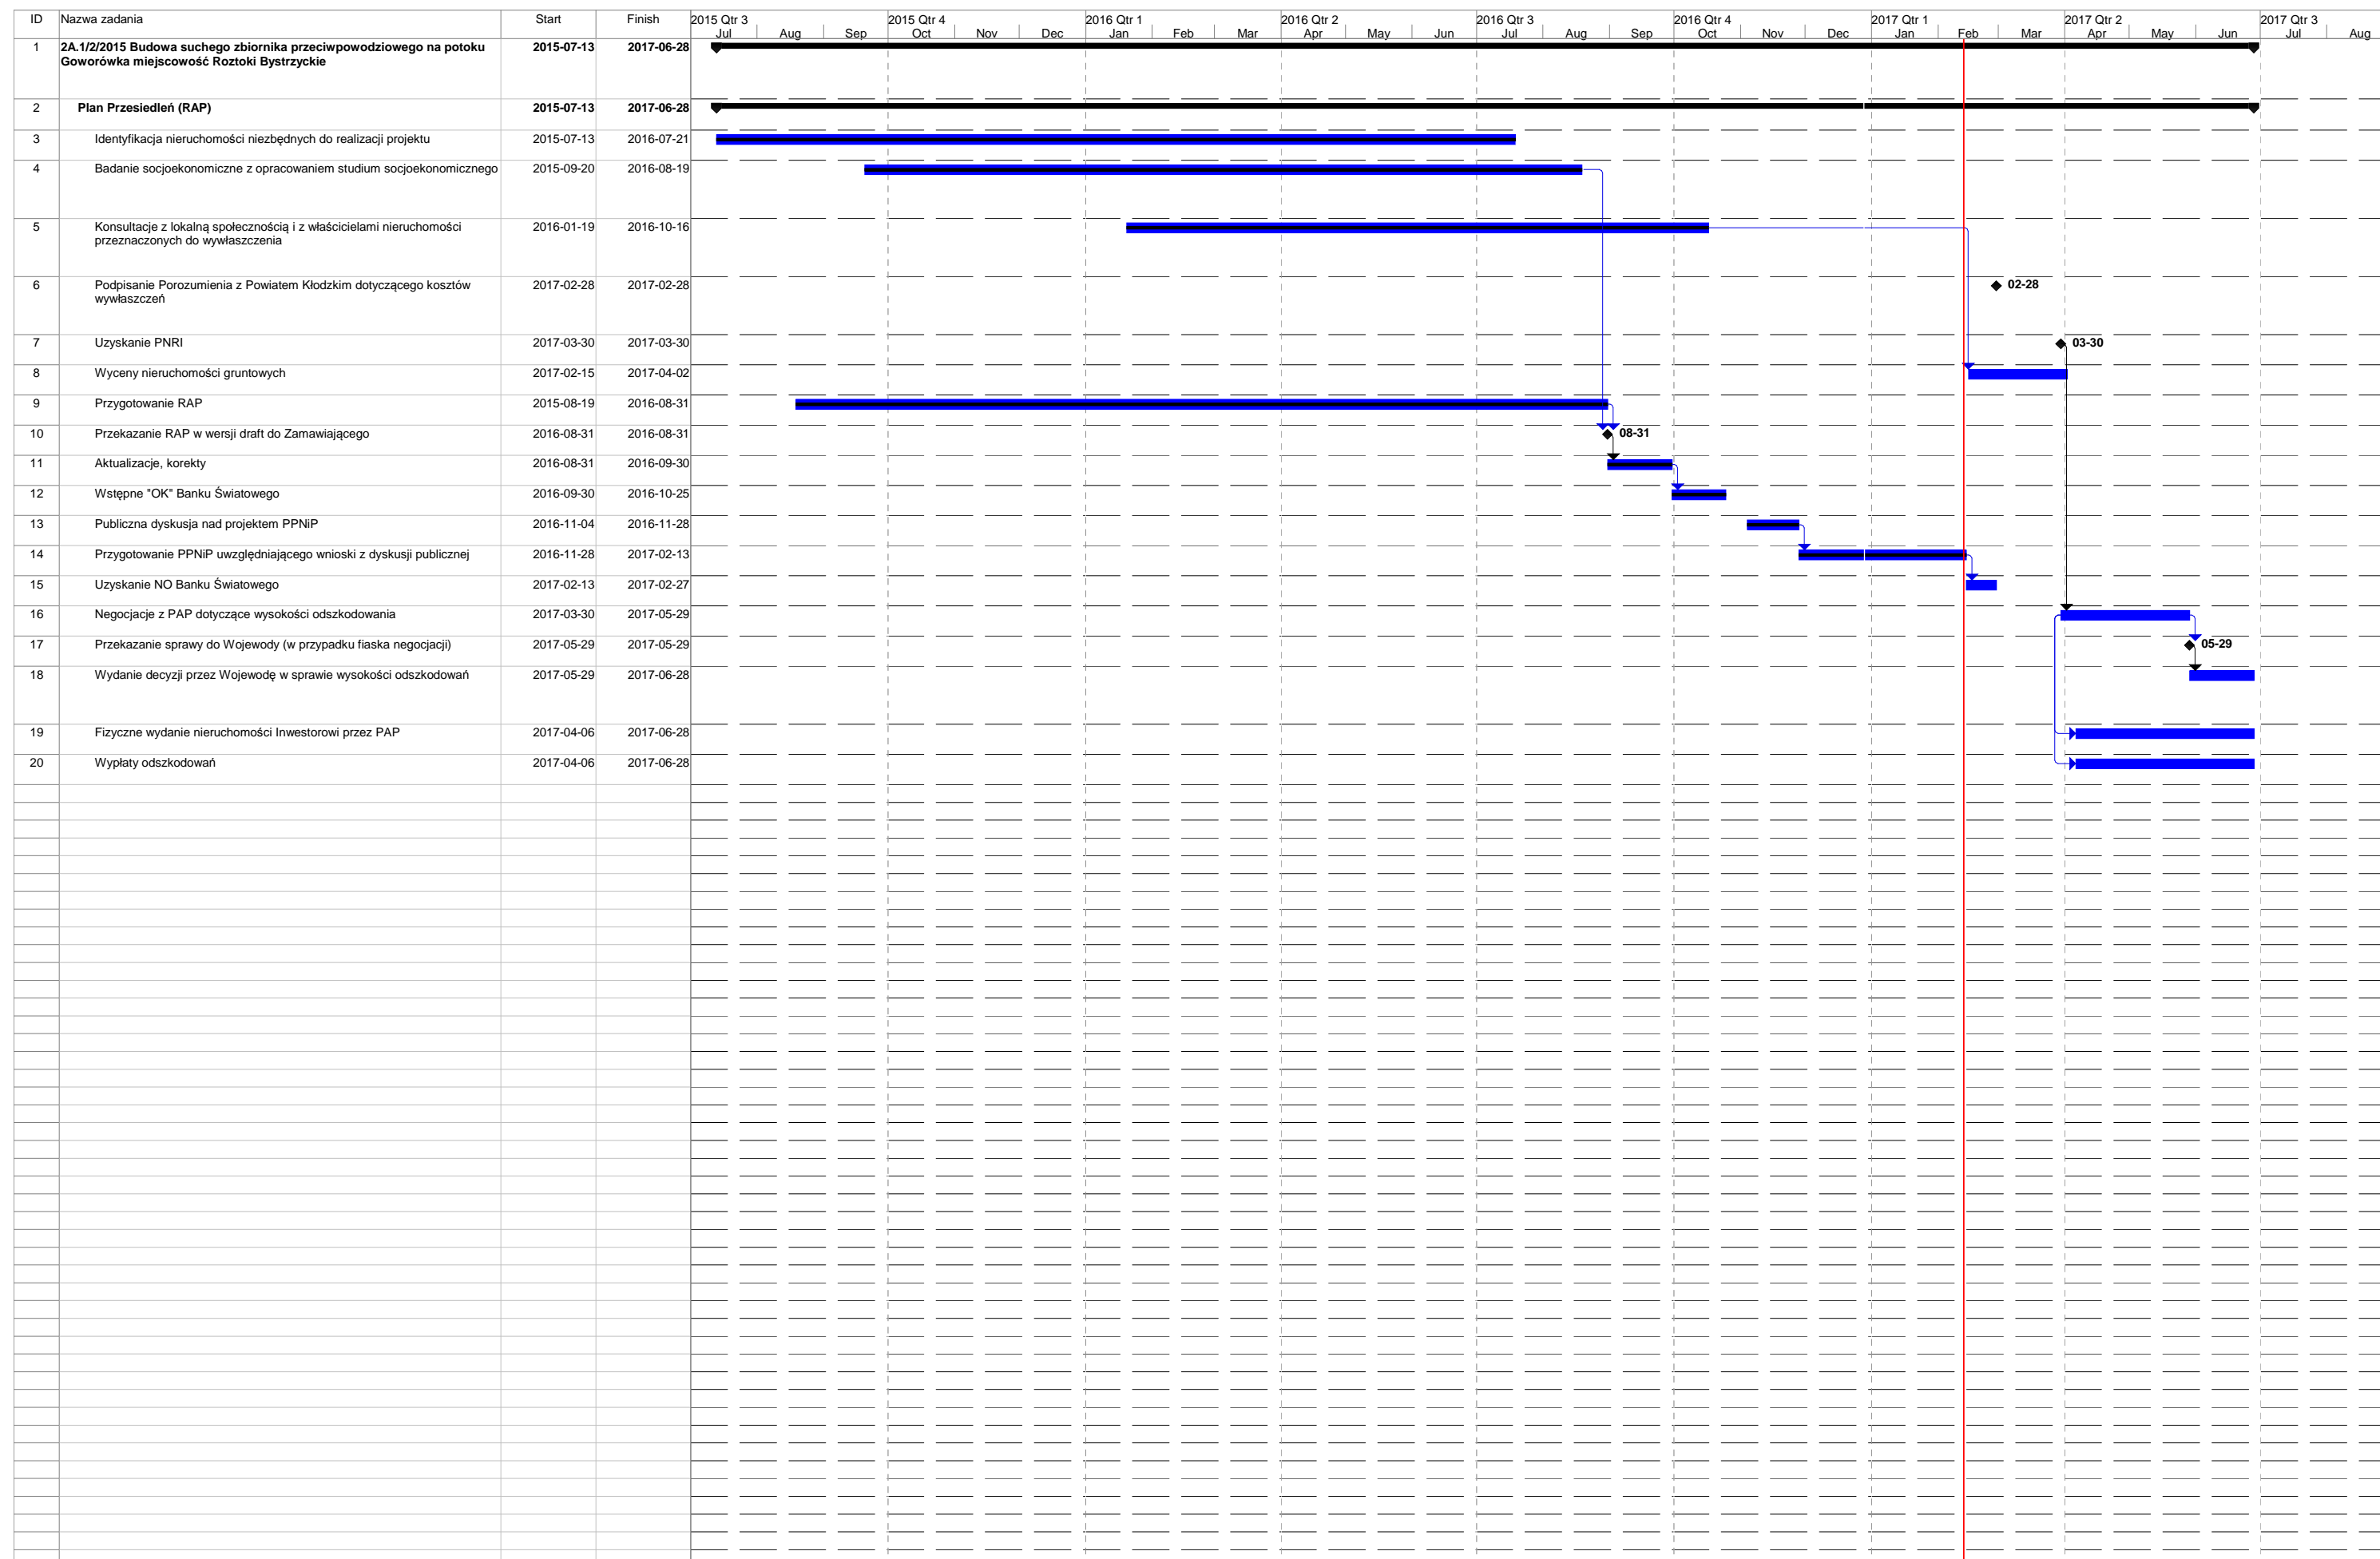 ID Nazwa zadania Start Finish 2015 Qtr 3 2015 Qtr 4 2016 Qtr 1 2016 Qtr 2 2016 Qtr 3 2016 Qtr 4 2017 Qtr 1 2017 Qtr 2 2017 Qtr 3
Jul Aug Sep Oct Nov Dec Jan Feb Mar Apr May Jun Jul Aug Sep Oct Nov Dec Jan Feb Mar Apr May Jun Jul Aug
1 2A.1/2/2015 Budowa suchego zbiornika przeciwpowodziowego na potoku 2015-07-13 2017-06-28
Goworówka miejscowość Roztoki Bystrzyckie
2 Plan Przesiedleń (RAP) 2015-07-13 2017-06-28
3 Identyfikacja nieruchomości niezbędnych do realizacji projektu 2015-07-13 2016-07-21
4 Badanie socjoekonomiczne z opracowaniem studium socjoekonomicznego 2015-09-20 2016-08-19
5 Konsultacje z lokalną społecznością i z właścicielami nieruchomości 2016-01-19 2016-10-16
przeznaczonych do wywłaszczenia
6 Podpisanie Porozumienia z Powiatem Kłodzkim dotyczącego kosztów 2017-02-28 2017-02-28 02-28
wywłaszczeń
7 Uzyskanie PNRI 2017-03-30 2017-03-30 03-30
8 Wyceny nieruchomości gruntowych 2017-02-15 2017-04-02
9 Przygotowanie RAP 2015-08-19 2016-08-31
10 Przekazanie RAP w wersji draft do Zamawiającego 2016-08-31 2016-08-31 08-31
11 Aktualizacje, korekty 2016-08-31 2016-09-30
12 Wstępne "OK" Banku Światowego 2016-09-30 2016-10-25
13 Publiczna dyskusja nad projektem PPNiP 2016-11-04 2016-11-28
14 Przygotowanie PPNiP uwzględniającego wnioski z dyskusji publicznej 2016-11-28 2017-02-13
15 Uzyskanie NO Banku Światowego 2017-02-13 2017-02-27
16 Negocjacje z PAP dotyczące wysokości odszkodowania 2017-03-30 2017-05-29
17 Przekazanie sprawy do Wojewody (w przypadku fiaska negocjacji) 2017-05-29 2017-05-29 05-29
18 Wydanie decyzji przez Wojewodę w sprawie wysokości odszkodowań 2017-05-29 2017-06-28
19 Fizyczne wydanie nieruchomości Inwestorowi przez PAP 2017-04-06 2017-06-28
20 Wypłaty odszkodowań 2017-04-06 2017-06-28